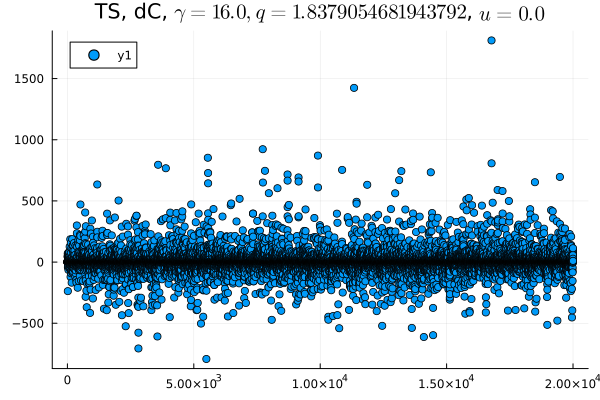 TS, dC, γ = 16.0, q = 1.8379054681943792, u = 0.0
y1
1500
1000
500
0
−500
0 5.00×10³ 1.00×10⁴ 1.50×10⁴ 2.00×10⁴